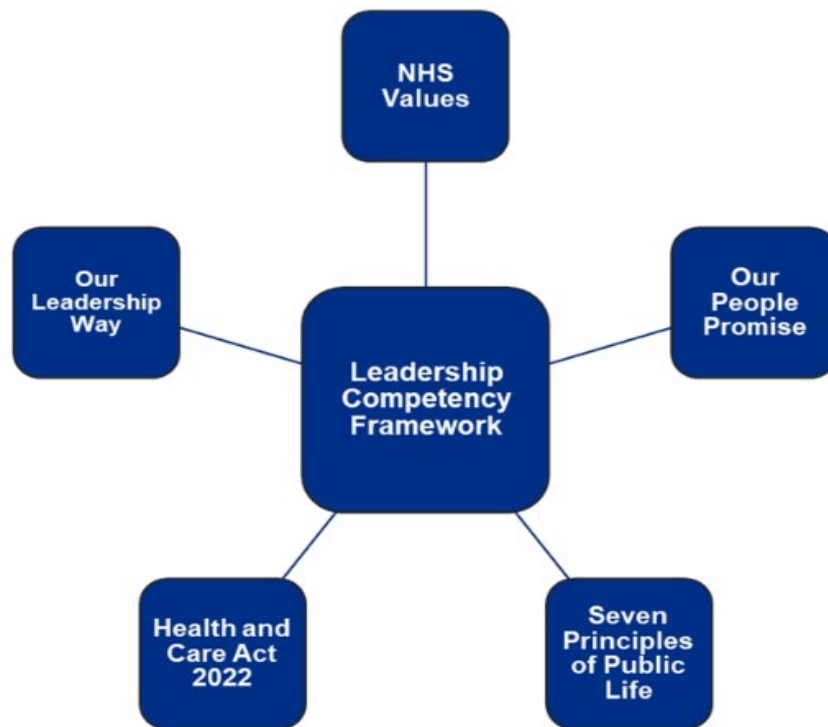 NHS
Values
Our
Leadership
Way
Our
People
Promise
Leadership
Competency
Framework
Health and
Care Act
2022
Seven
Principles
of Public
Life